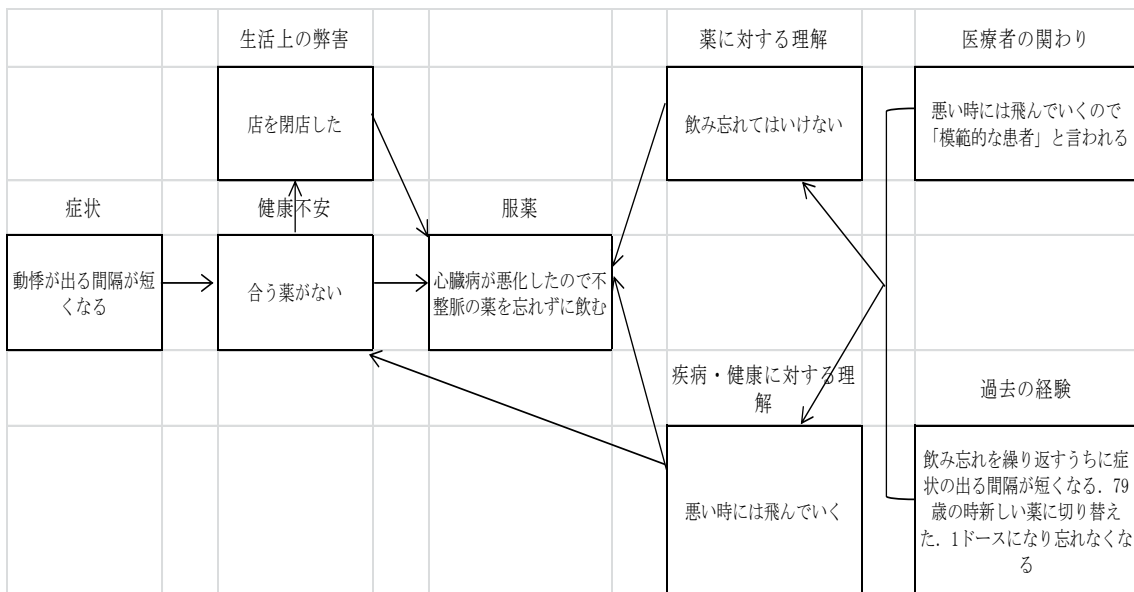 生活上の弊害
薬に対する理解
医療者の関わり
店を閉店した
飲み忘れてはいけない
悪い時には飛んでいくので
「模範的な患者」と言われる
症状
健康不安
服薬
動悸が出る間隔が短
くなる
合う薬がない
心臓病が悪化したので不
整脈の薬を忘れずに飲む
疾病・健康に対する理
解
過去の経験
悪い時には飛んでいく
飲み忘れを繰り返すうちに症
状の出る間隔が短くなる．79
歳の時新しい薬に切り替え
た．1ドースになり忘れなくな
る